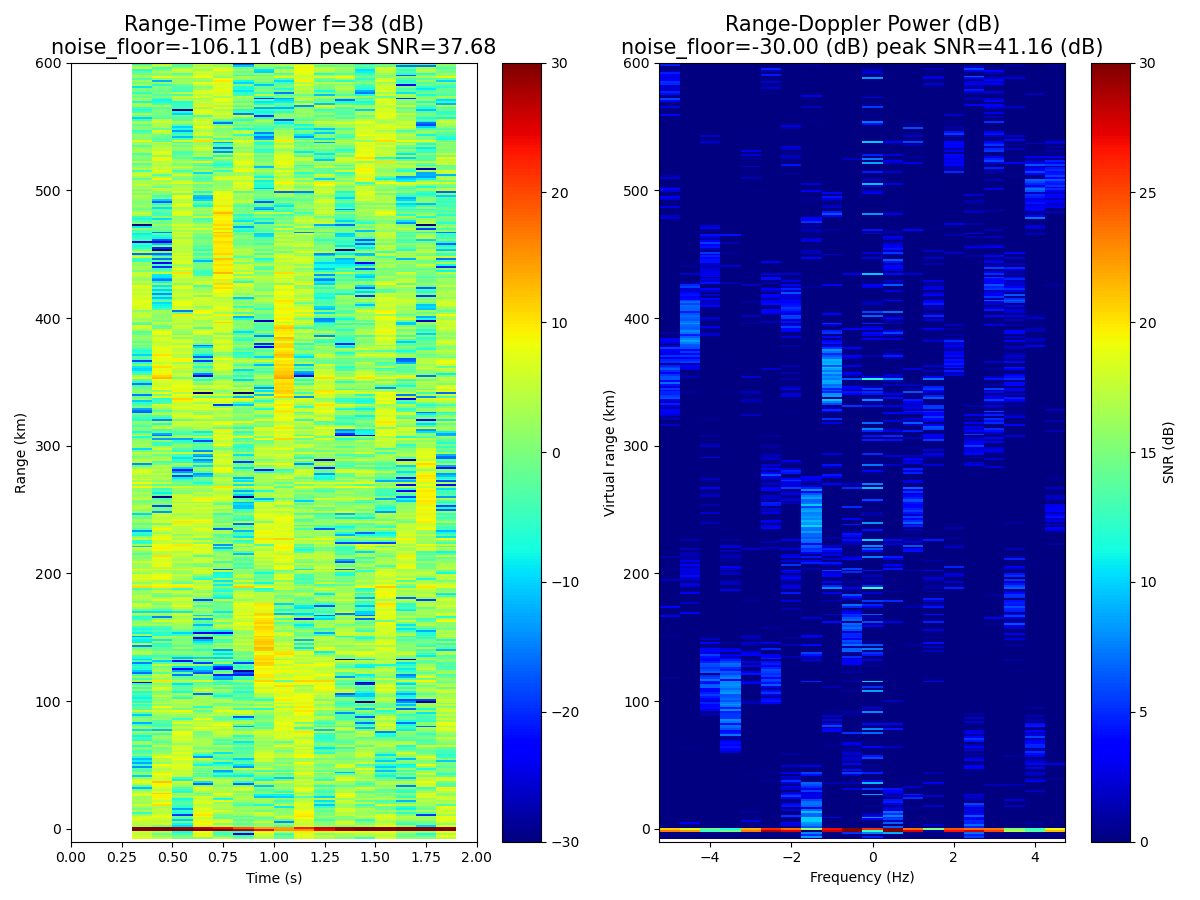 Range-Time Power f=38 (dB)
noise_floor=-106.11 (dB) peak SNR=37.68
600
500
400
300
200
100
0
Range (km)
0.00 0.25 0.50 0.75 1.00 1.25 1.50 1.75 2.00
Time (s)
30
20
10
0
−10
−20
−30
Range-Doppler Power (dB)
noise_floor=-30.00 (dB) peak SNR=41.16 (dB)
600
500
400
300
200
100
0
Virtual range (km)
−4 −2 0 2 4
Frequency (Hz)
30
25
20
15
10
5
0
SNR (dB)